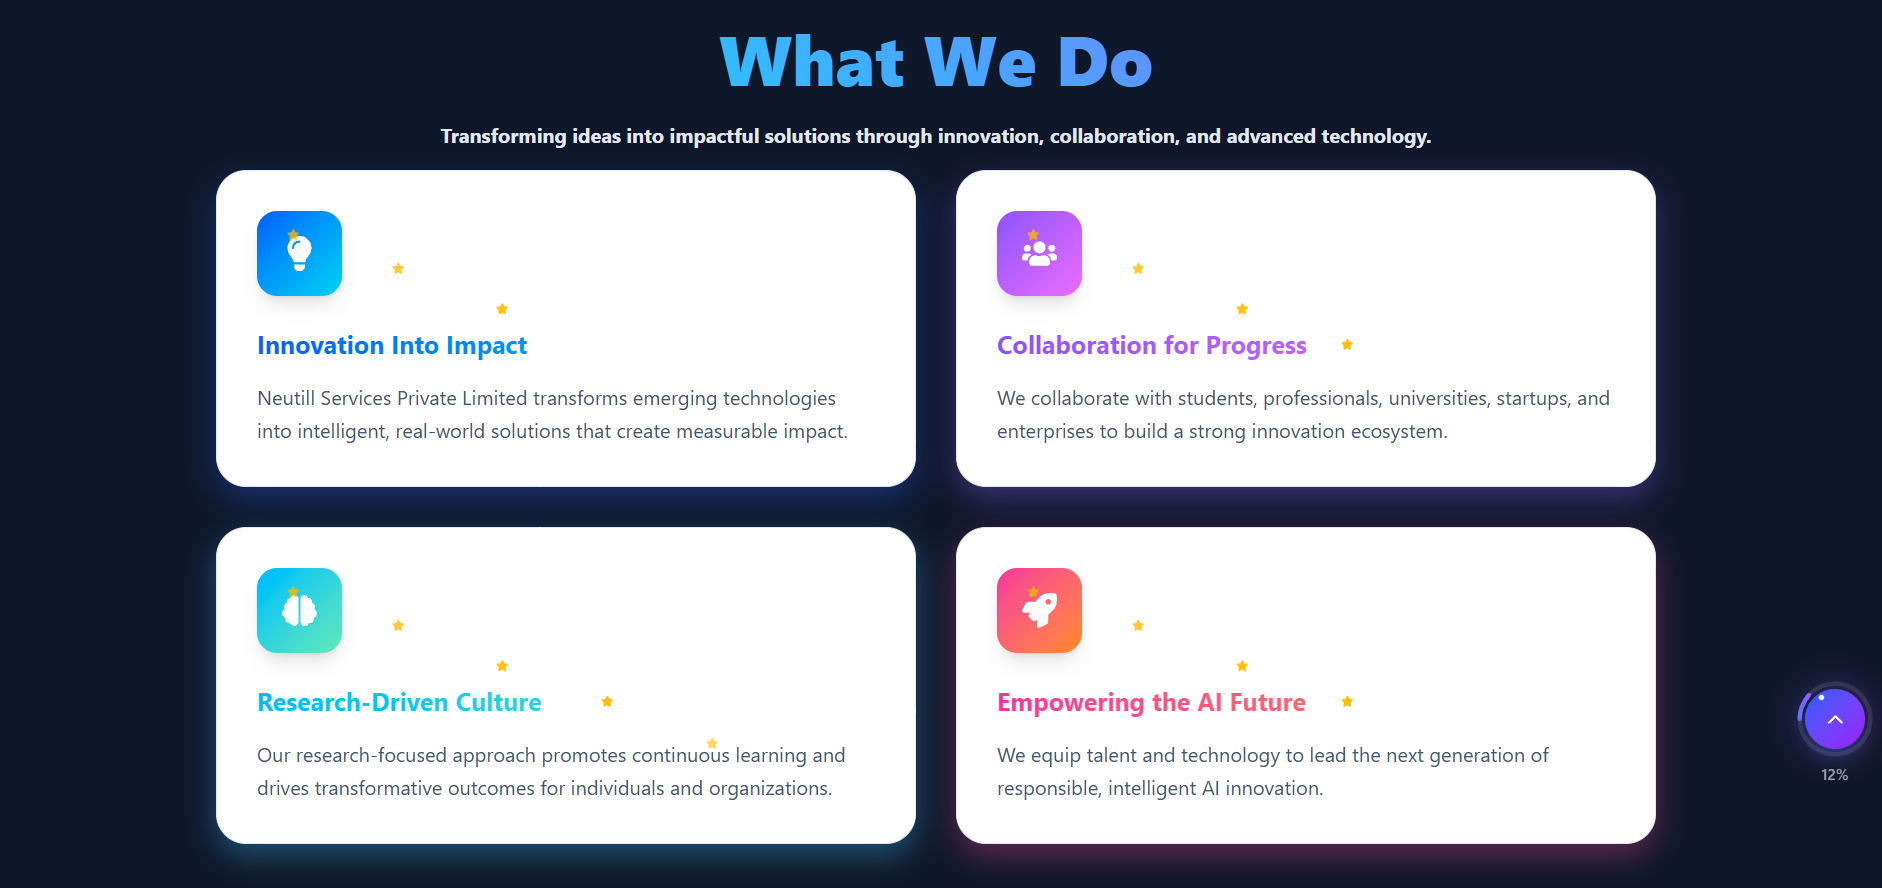 What We Do
Transforming ideas into impactful solutions through innovation, collaboration, and advanced technology.
Innovation Into Impact
Neutill Services Private Limited transforms emerging technologies
into intelligent, real-world solutions that create measurable impact.
Collaboration for Progress
We collaborate with students, professionals, universities, startups, and
enterprises to build a strong innovation ecosystem.
Research-Driven Culture
Our research-focused approach promotes continuous learning and
drives transformative outcomes for individuals and organizations.
Empowering the AI Future
We equip talent and technology to lead the next generation of
responsible, intelligent AI innovation.
12%